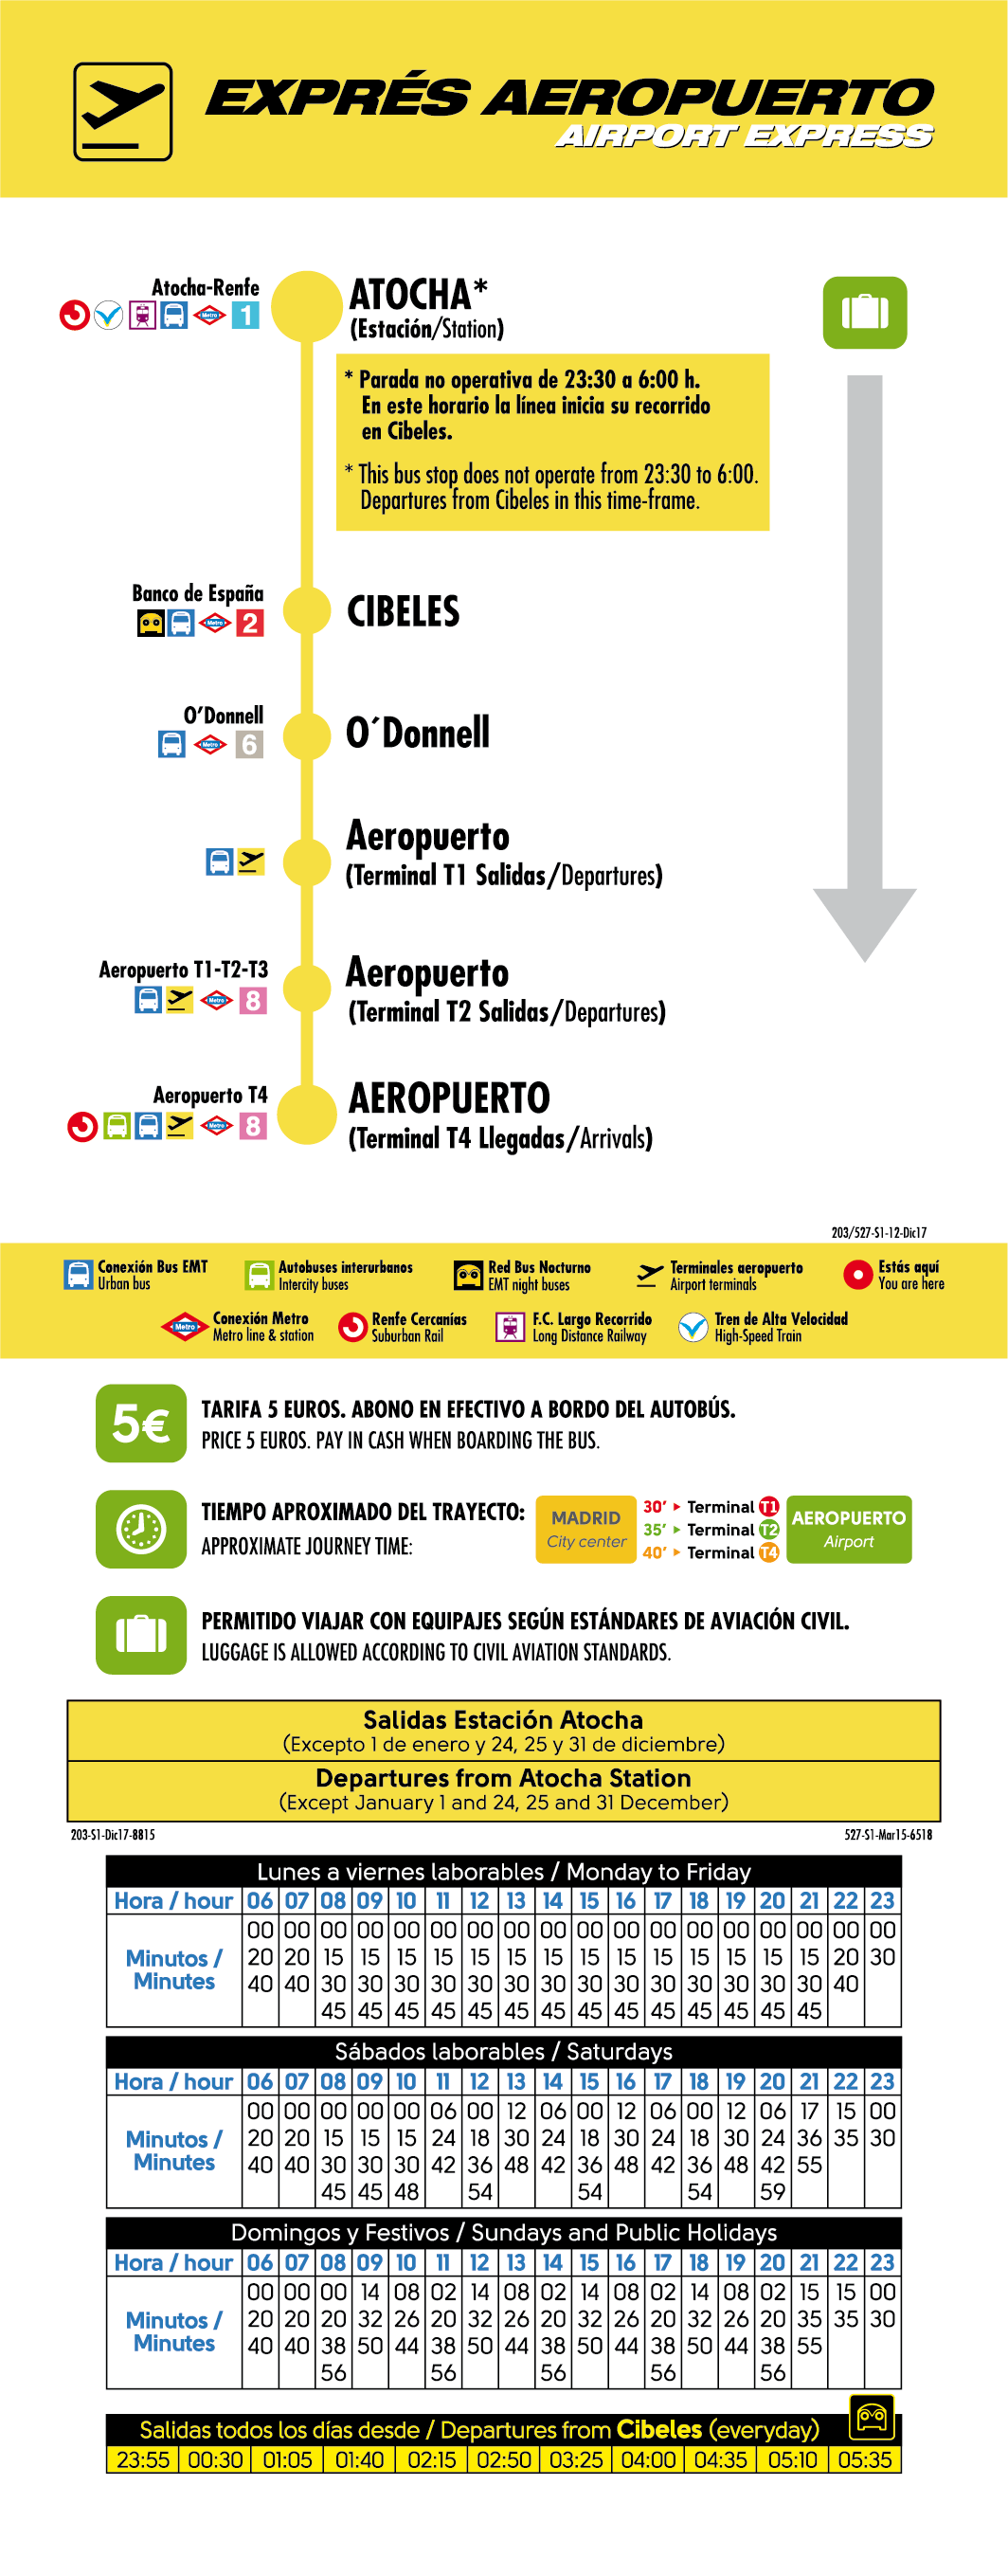 EXPRÉS AEROPUERTO
AIRPORT EXPRESS
Atocha-Renfe
Metro 1
ATOCHA*
(Estación/Station)
* Parada no operativa de 23:30 a 6:00 h.
En este horario la línea inicia su recorrido
en Cibeles.
* This bus stop does not operate from 23:30 to 6:00.
Departures from Cibeles in this time-frame.
Banco de España
Metro 2
CIBELES
O'Donnell
Metro 6
O´Donnell
Aeropuerto
(Terminal T1 Salidas/Departures)
Aeropuerto T1-T2-T3
Metro 8
Aeropuerto
(Terminal T2 Salidas/Departures)
Aeropuerto T4
Metro 8
AEROPUERTO
(Terminal T4 Llegadas/Arrivals)
203/527-S1-12-Dic17
Conexión Bus EMT
Urban bus
Autobuses interurbanos
Intercity buses
Red Bus Nocturno
EMT night buses
Terminales aeropuerto
Airport terminals
Estás aquí
You are here
Metro
Conexión Metro
Metro line & station
Renfe Cercanías
Suburban Rail
F.C. Largo Recorrido
Long Distance Railway
Tren de Alta Velocidad
High-Speed Train
5€
TARIFA 5 EUROS. ABONO EN EFECTIVO A BORDO DEL AUTOBÚS.
PRICE 5 EUROS. PAY IN CASH WHEN BOARDING THE BUS.
TIEMPO APROXIMADO DEL TRAYECTO:
APPROXIMATE JOURNEY TIME:
MADRID
City center
30' Terminal T1
35' Terminal T2
40' Terminal T4
AEROPUERTO
Airport
PERMITIDO VIAJAR CON EQUIPAJES SEGÚN ESTÁNDARES DE AVIACIÓN CIVIL.
LUGGAGE IS ALLOWED ACCORDING TO CIVIL AVIATION STANDARDS.
Salidas Estación Atocha
(Excepto 1 de enero y 24, 25 y 31 de diciembre)
Departures from Atocha Station
(Except January 1 and 24, 25 and 31 December)
203-S1-Dic17-8815
527-S1-Mar15-6518
Lunes a viernes laborables / Monday to Friday
Hora / hour 06 07 08 09 10 11 12 13 14 15 16 17 18 19 20 21 22 23
Minutos /
Minutes
00 00 00 00 00 00 00 00 00 00 00 00 00 00 00 00 00 00
20 20 15 15 15 15 15 15 15 15 15 15 15 15 15 15 20 30
40 40 30 30 30 30 30 30 30 30 30 30 30 30 30 30 40
45 45 45 45 45 45 45 45 45 45 45 45 45 45
Sábados laborables / Saturdays
Hora / hour 06 07 08 09 10 11 12 13 14 15 16 17 18 19 20 21 22 23
Minutos /
Minutes
00 00 00 00 00 06 00 12 06 00 12 06 00 12 06 17 15 00
20 20 15 15 15 24 18 30 24 18 30 24 18 30 24 36 35 30
40 40 30 30 30 42 36 48 42 36 48 42 36 48 42 55
45 45 48 54 54 54 59
Domingos y Festivos / Sundays and Public Holidays
Hora / hour 06 07 08 09 10 11 12 13 14 15 16 17 18 19 20 21 22 23
Minutos /
Minutes
00 00 00 14 08 02 14 08 02 14 08 02 14 08 02 15 15 00
20 20 20 32 26 20 32 26 20 32 26 20 32 26 20 35 35 30
40 40 38 50 44 38 50 44 38 50 44 38 50 44 38 55
56 56 56 56 56
Salidas todos los días desde / Departures from Cibeles (everyday)
23:55 00:30 01:05 01:40 02:15 02:50 03:25 04:00 04:35 05:10 05:35